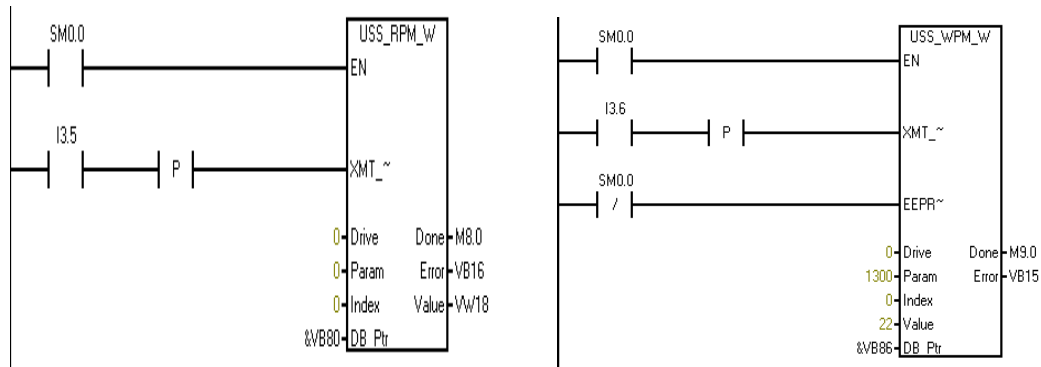 SM0.0
USS_RPM_W
EN
I3.5
P
XMT_~
0 Drive Done M8.0
0 Param Error VB16
0 Index Value VW18
&VB80 DB_Ptr
SM0.0
USS_WPM_W
EN
I3.6
P
XMT_~
SM0.0
/
EEPR~
0 Drive Done M9.0
1300 Param Error VB15
0 Index
22 Value
&VB86 DB_Ptr